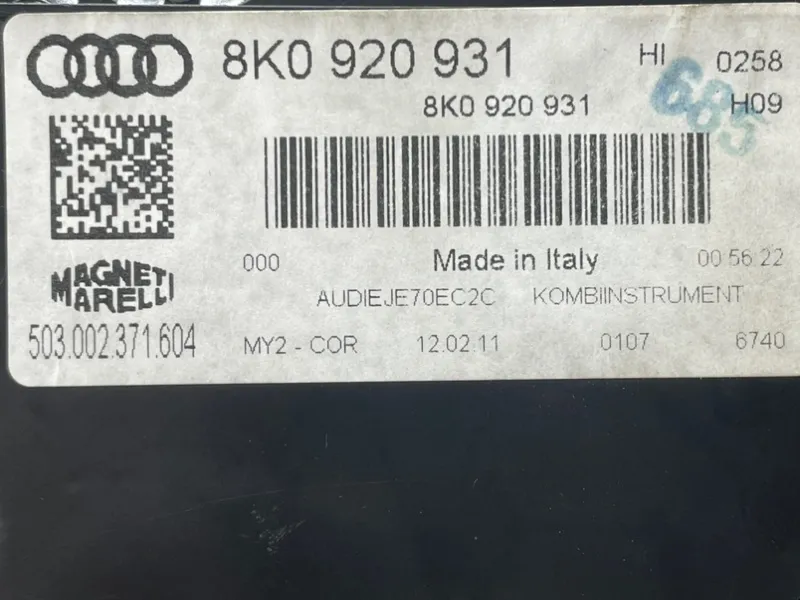 8K0 920 931 HI 0258
8K0 920 931 H09
685
000 Made in Italy 00 56 22
MAGNETI
MARELLI
AUDIEJE70EC2C KOMBIINSTRUMENT
503.002.371.604 MY2 - COR 12.02.11 0107 6740